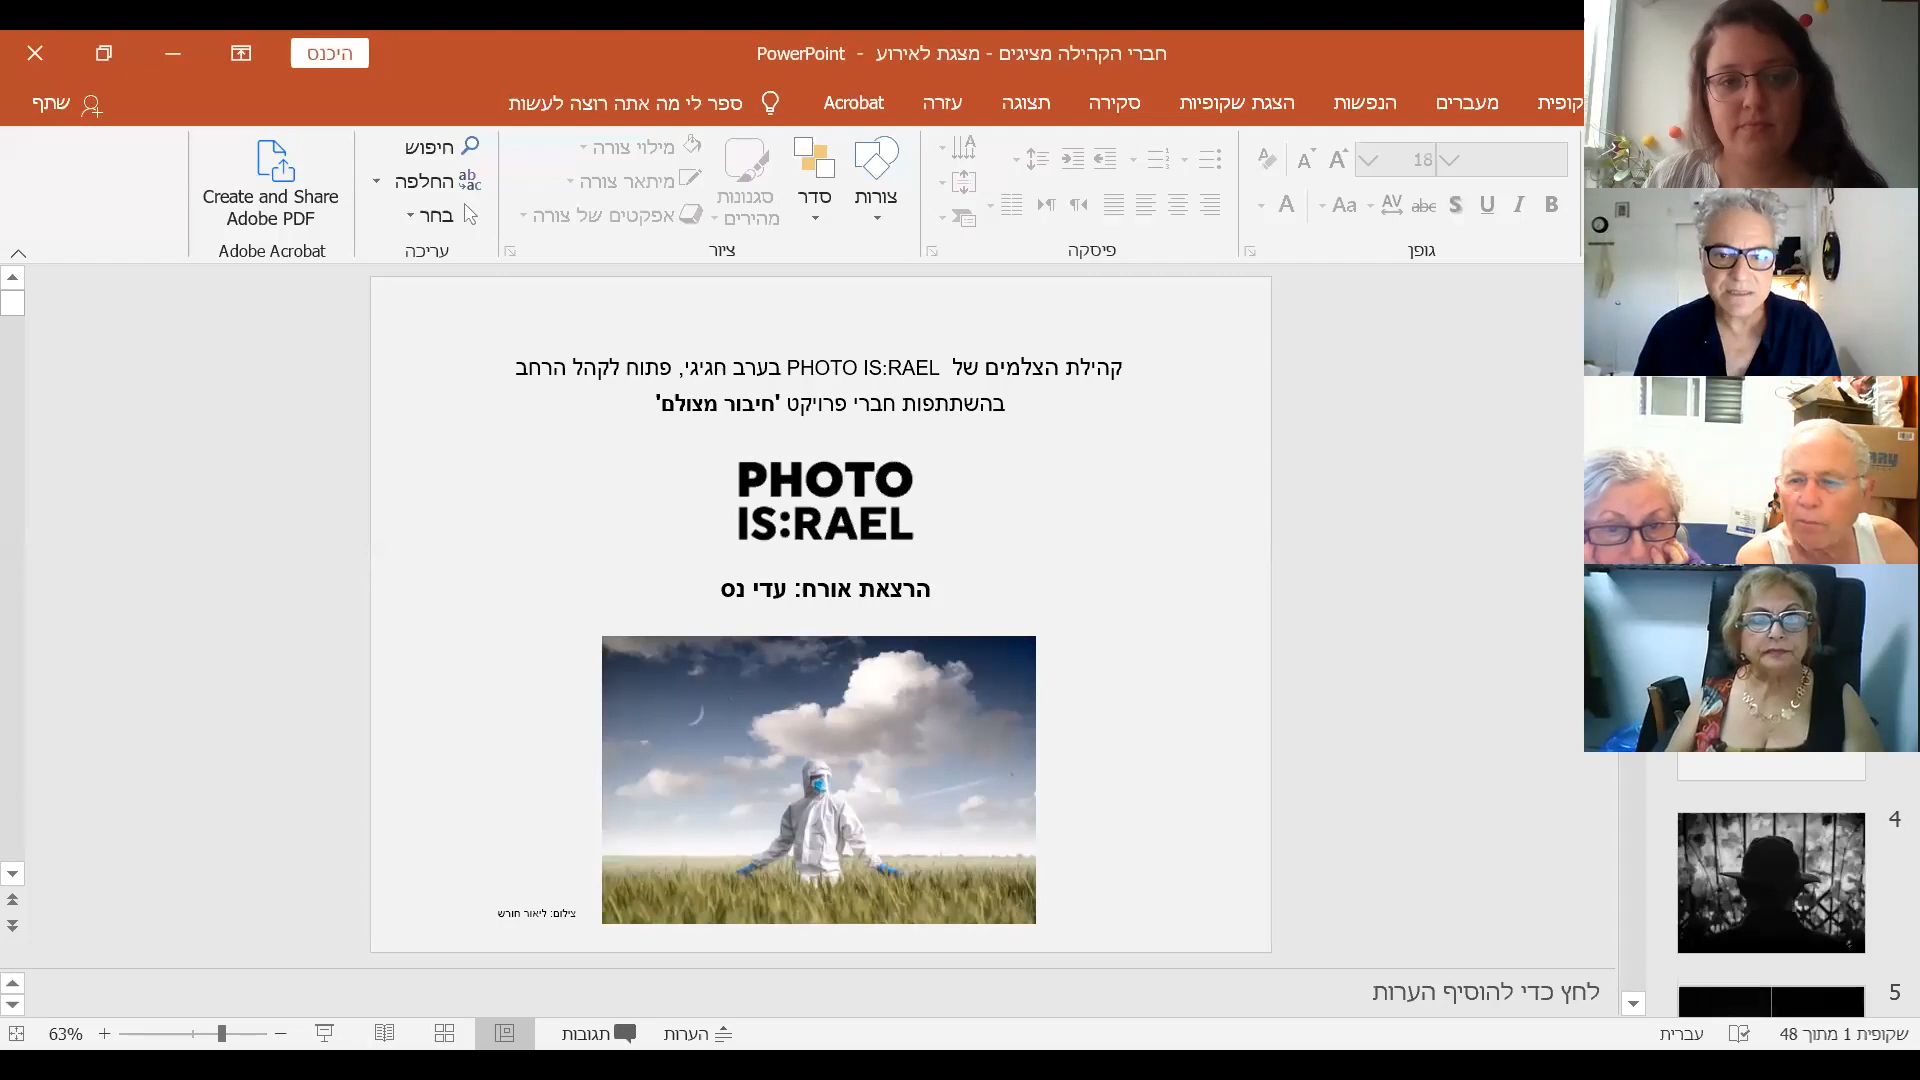 חברי הקהילה מציגים - מצגת לאירוע - PowerPoint
היכנס
קופית
מעברים
הנפשות
הצגת שקופיות
סקירה
תצוגה
עזרה
Acrobat
ספר לי מה אתה רוצה לעשות
שתף
18
גופן
פיסקה
צורות
סדר
סגנונות
מהירים
מילוי צורה
מיתאר צורה
אפקטים של צורה
ציור
חיפוש
החלפה
בחר
עריכה
Create and Share
Adobe PDF
Adobe Acrobat
קהילת הצלמים של PHOTO IS:RAEL בערב חגיגי, פתוח לקהל הרחב
בהשתתפות חברי פרויקט 'חיבור מצולם'
PHOTO
IS:RAEL
הרצאת אורח: עדי נס
צילום: ליאור חורש
4
5
לחץ כדי להוסיף הערות
שקופית 1 מתוך 48
עברית
הערות
תגובות
63%